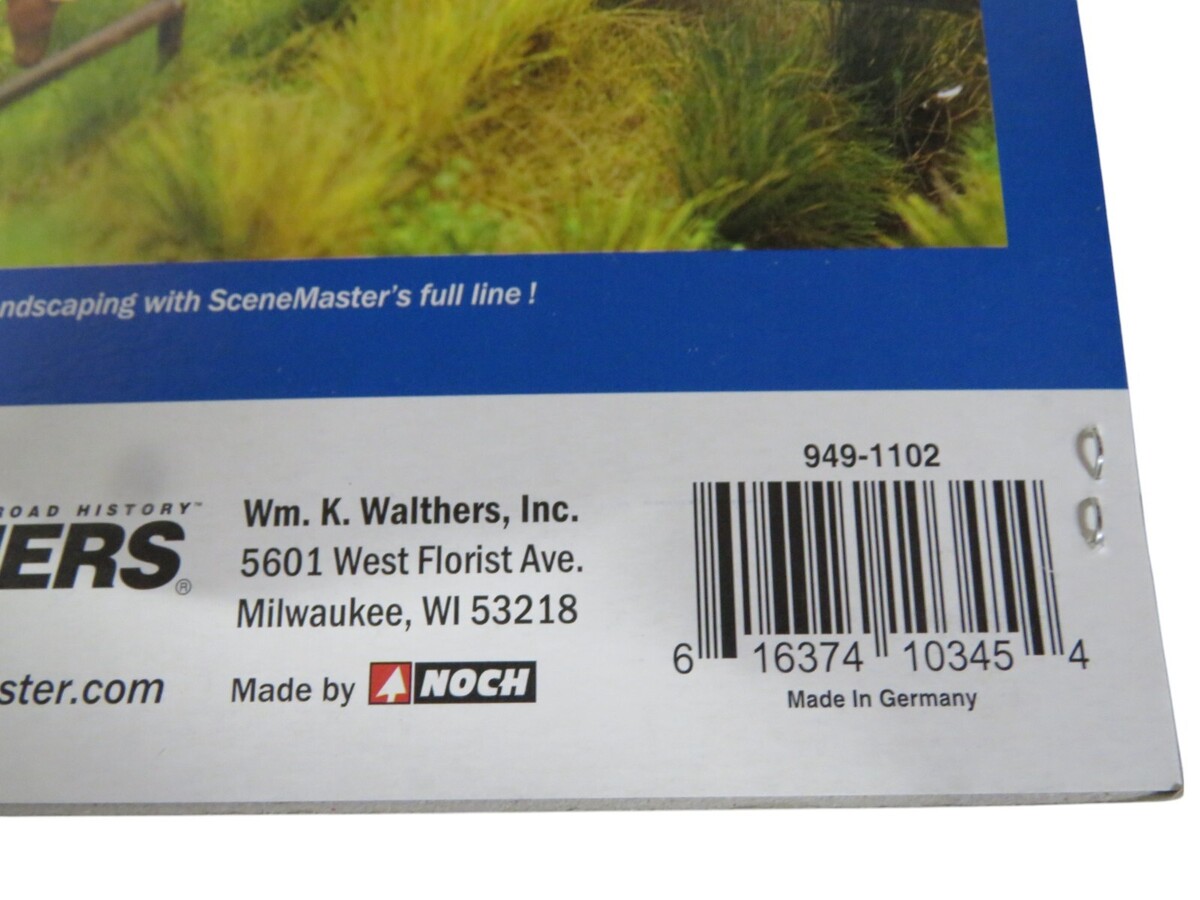 ndscaping with SceneMaster's full line !
949-1102
ROAD HISTORY™
ERS®
Wm. K. Walthers, Inc.
5601 West Florist Ave.
Milwaukee, WI 53218
ster.com
Made by NOCH
6 16374 10345 4
Made In Germany